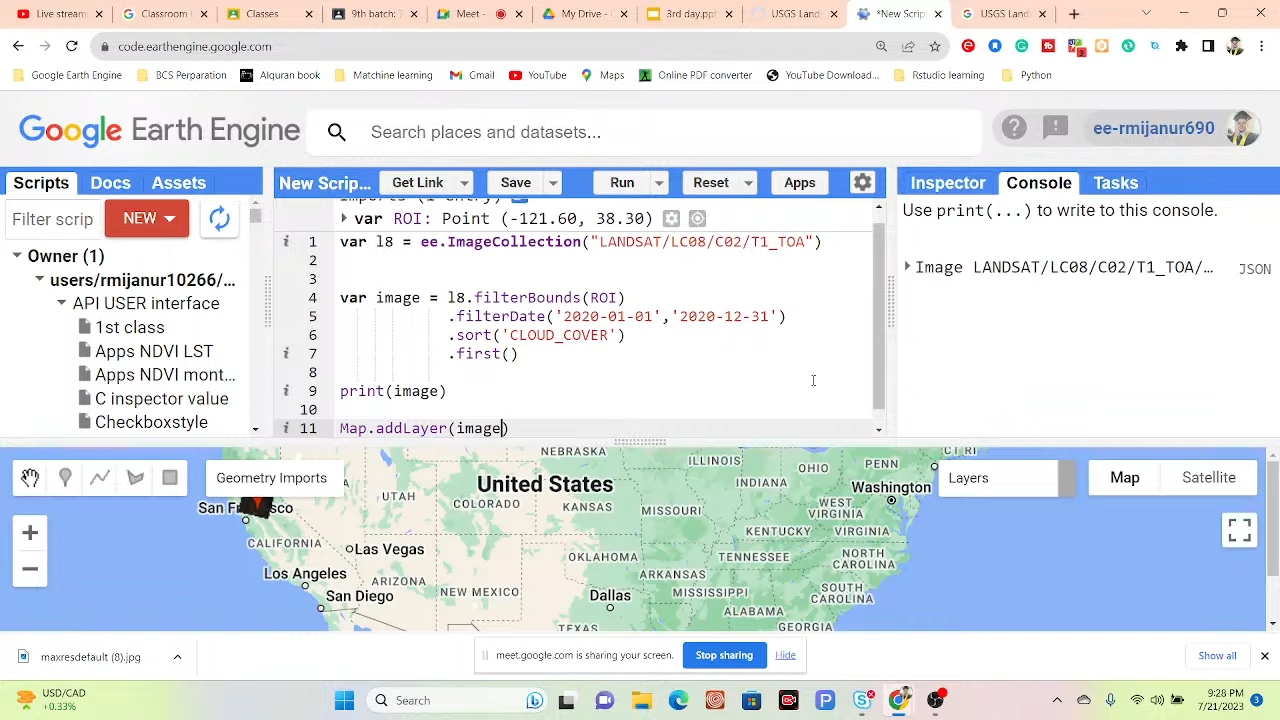 Live stream
Classroom
Classes
9th batch:
Meet -
My Drive -
3rd day.ppt
USGS Land
*New Scrip
USGS Land
code.earthengine.google.com
Google Earth Engine
BCS Perparation
Alquran book
Matchine learning
Gmail
YouTube
Maps
Online PDF converter
YouTube Download...
Rstudio learning
Python
Google Earth Engine
Search places and datasets...
ee-rmijanur690
Scripts
Docs
Assets
New Scrip...
Get Link
Save
Run
Reset
Apps
Inspector
Console
Tasks
Filter scrip
NEW
Owner (1)
users/rmijanur10266/...
API USER interface
1st class
Apps NDVI LST
Apps NDVI mont...
C inspector value
Checkboxstyle
Imports (1 entry)
var ROI: Point (-121.60, 38.30)
1 var l8 = ee.ImageCollection("LANDSAT/LC08/C02/T1_TOA")
2
3
4 var image = l8.filterBounds(ROI)
5 .filterDate('2020-01-01','2020-12-31')
6 .sort('CLOUD_COVER')
7 .first()
8
9 print(image)
10
11 Map.addLayer(image)
Use print(...) to write to this console.
Image LANDSAT/LC08/C02/T1_TOA/...
JSON
Geometry Imports
Layers
Map
Satellite
NEBRASKA
ILLINOIS
OHIO
PENN
CT RI
UTAH
United States
INDIANA
Washington
San Francisco
COLORADO
KANSAS
MISSOURI
WEST VIRGINIA
KENTUCKY
VIRGINIA
CALIFORNIA
Las Vegas
OKLAHOMA
TENNESSEE
NORTH CAROLINA
Los Angeles
ARIZONA
NEW MEXICO
ARKANSAS
MISSISSIPPI
SOUTH CAROLINA
San Diego
Dallas
ALABAMA
TEXAS
GEORGIA
maxresdefault (8).jpg
meet.google.com is sharing your screen.
Stop sharing
Hide
Show all
USD/CAD
+0.33%
Search
9:28 PM
7/21/2023
3